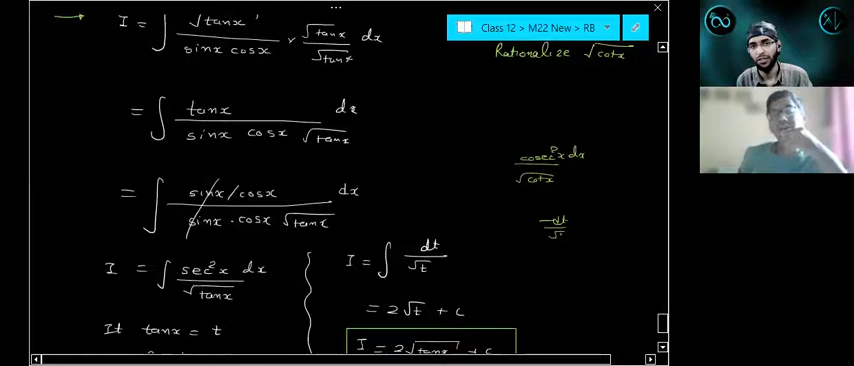 I = ∫ √tanx / sinx cosx × √tanx / √tanx dx
Class 12 > M22 New > RB
Rationalize √cotx
= ∫ tanx / sinx cosx √tanx dx
cosec²x dx / √cotx
= ∫ sinx/cosx / sinx · cosx √tanx dx
-dt / √t
I = ∫ sec²x / √tanx dx
I = ∫ dt / √t
= 2√t + c
It tanx = t
I = 2√tanx + c